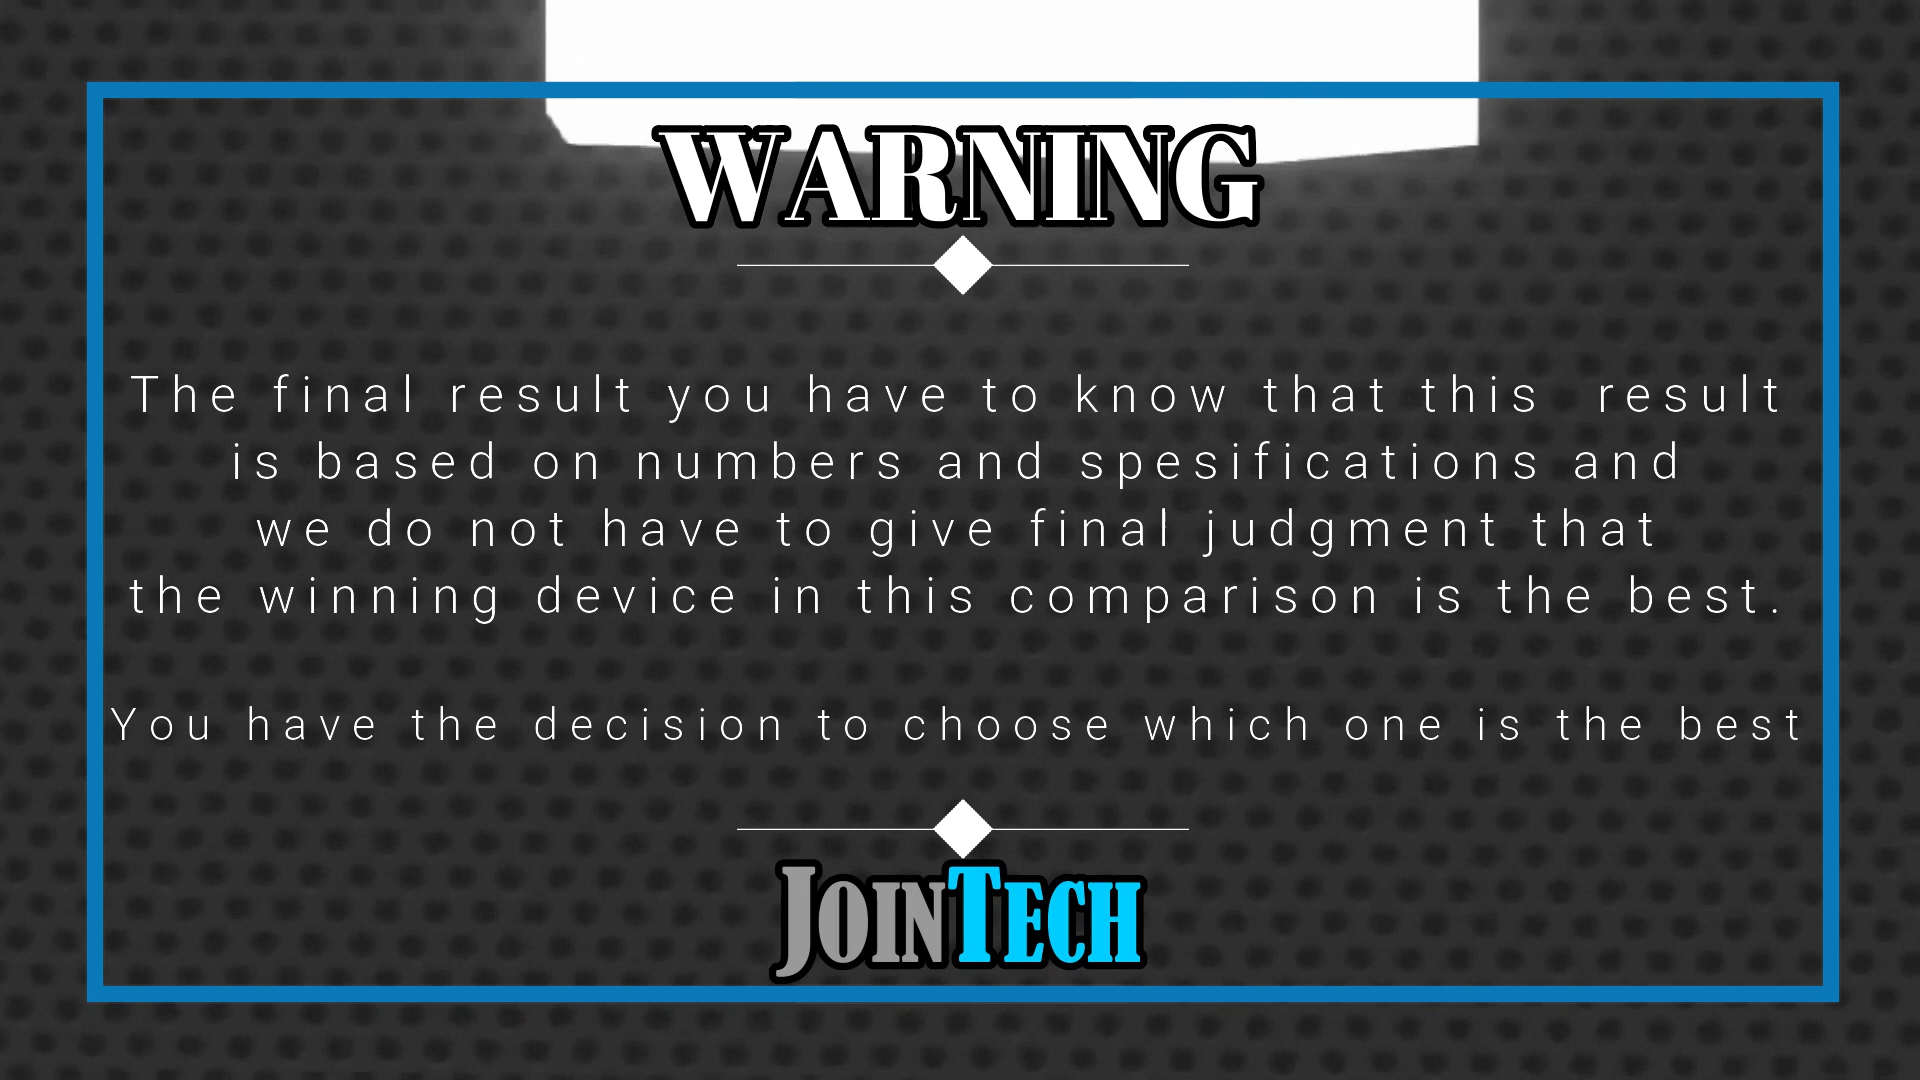 WARNING
The final result you have to know that this result
is based on numbers and spesifications and
we do not have to give final judgment that
the winning device in this comparison is the best.
You have the decision to choose which one is the best
JOINTECH